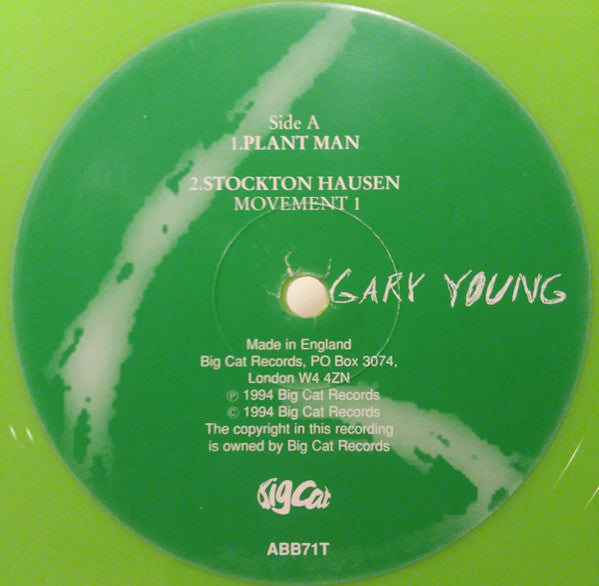 Side A
1.PLANT MAN
2.STOCKTON HAUSEN
MOVEMENT 1
GARY YOUNG
Made in England
Big Cat Records, PO Box 3074,
London W4 4ZN
℗ 1994 Big Cat Records
© 1994 Big Cat Records
The copyright in this recording
is owned by Big Cat Records
Big Cat
ABB71T